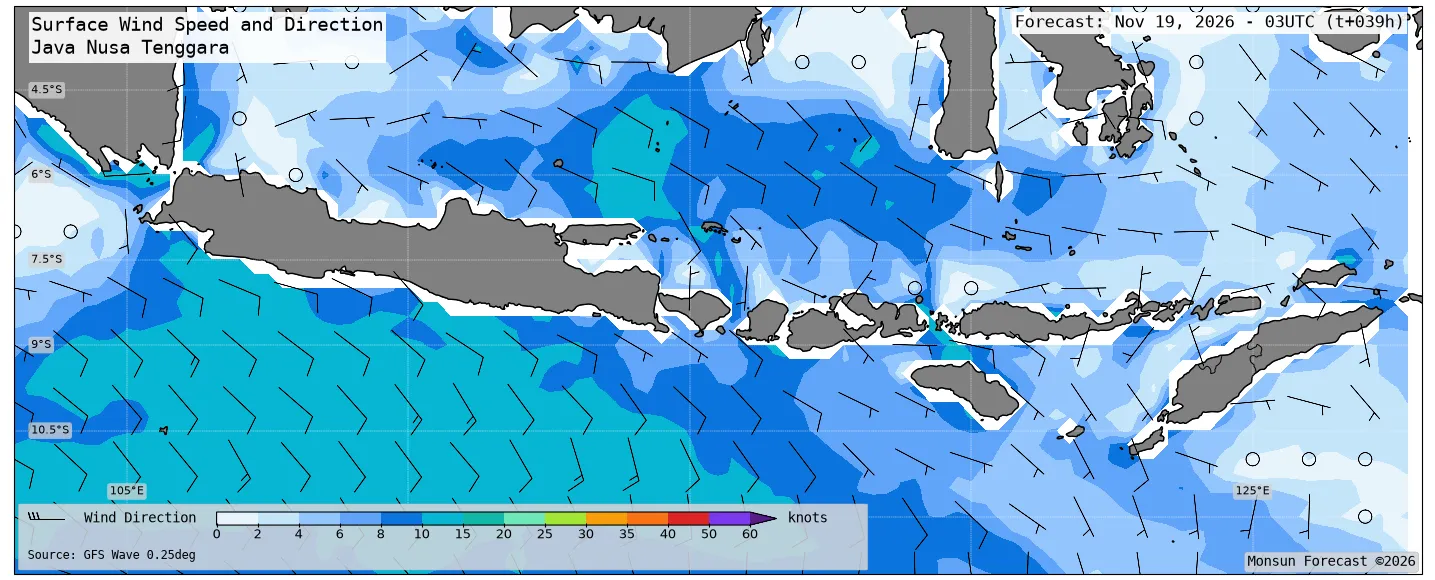 Surface Wind Speed and Direction
Java Nusa Tenggara
Forecast: Nov 19, 2026 - 03UTC (t+039h)
4.5°S
6°S
7.5°S
9°S
10.5°S
105°E
125°E
Wind Direction
0 2 4 6 8 10 15 20 25 30 40 50 60
knots
Source: GFS Wave 0.25deg
Monsun Forecast ©2026